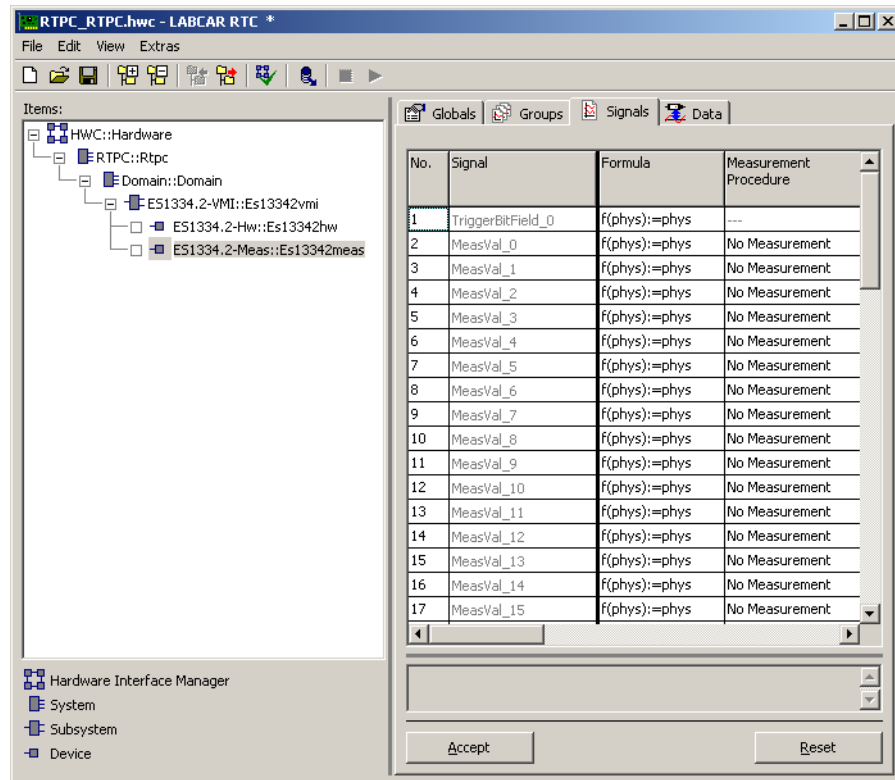 RTPC_RTPC.hwc - LABCAR RTC *
File Edit View Extras
Items:
HWC::Hardware
RTPC::Rtpc
Domain::Domain
ES1334.2-VMI::Es13342vmi
ES1334.2-Hw::Es13342hw
ES1334.2-Meas::Es13342meas
Hardware Interface Manager
System
Subsystem
Device
Globals Groups Signals Data
No. Signal Formula Measurement
Procedure
1 TriggerBitField_0 f(phys):=phys ---
2 MeasVal_0 f(phys):=phys No Measurement
3 MeasVal_1 f(phys):=phys No Measurement
4 MeasVal_2 f(phys):=phys No Measurement
5 MeasVal_3 f(phys):=phys No Measurement
6 MeasVal_4 f(phys):=phys No Measurement
7 MeasVal_5 f(phys):=phys No Measurement
8 MeasVal_6 f(phys):=phys No Measurement
9 MeasVal_7 f(phys):=phys No Measurement
10 MeasVal_8 f(phys):=phys No Measurement
11 MeasVal_9 f(phys):=phys No Measurement
12 MeasVal_10 f(phys):=phys No Measurement
13 MeasVal_11 f(phys):=phys No Measurement
14 MeasVal_12 f(phys):=phys No Measurement
15 MeasVal_13 f(phys):=phys No Measurement
16 MeasVal_14 f(phys):=phys No Measurement
17 MeasVal_15 f(phys):=phys No Measurement
Accept Reset